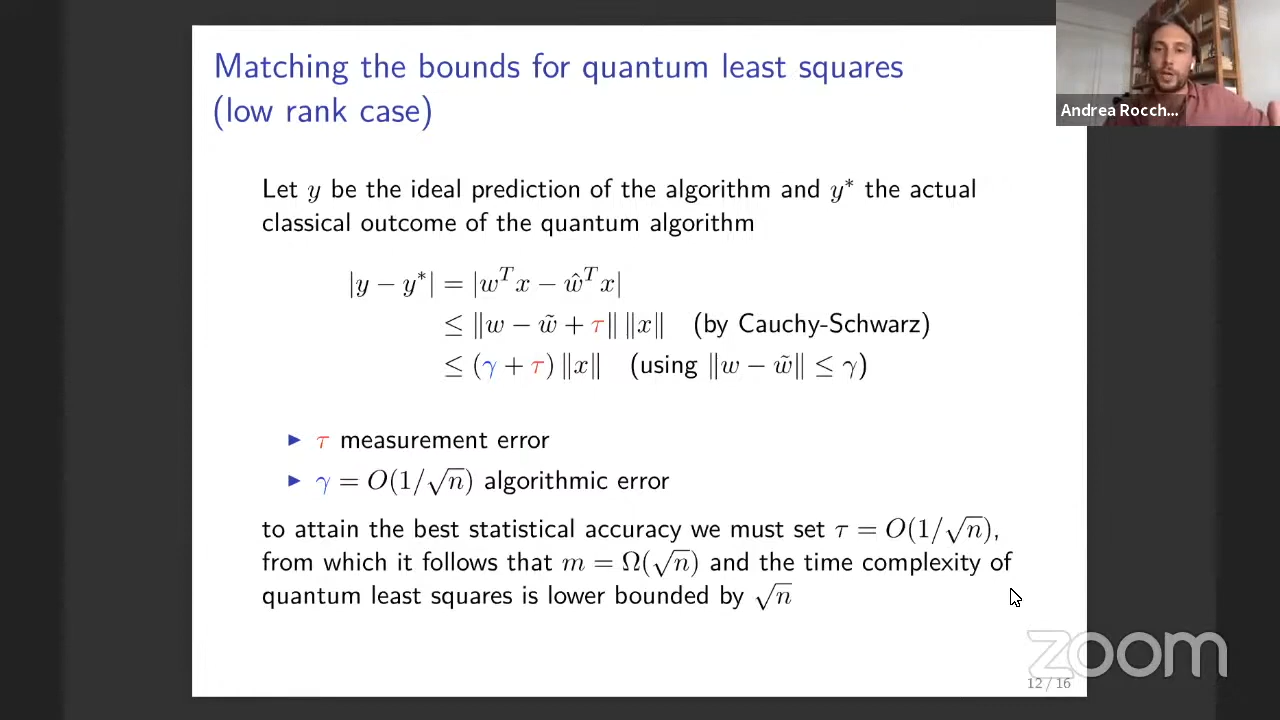 Matching the bounds for quantum least squares
(low rank case)
Andrea Rocch...
Let y be the ideal prediction of the algorithm and y* the actual
classical outcome of the quantum algorithm
|y − y*| = |wᵀx − ŵᵀx|
≤ ‖w − w̃ + τ‖ ‖x‖ (by Cauchy-Schwarz)
≤ (γ + τ) ‖x‖ (using ‖w − w̃‖ ≤ γ)
▶ τ measurement error
▶ γ = O(1/√n) algorithmic error
to attain the best statistical accuracy we must set τ = O(1/√n),
from which it follows that m = Ω(√n) and the time complexity of
quantum least squares is lower bounded by √n
zoom
12 / 16